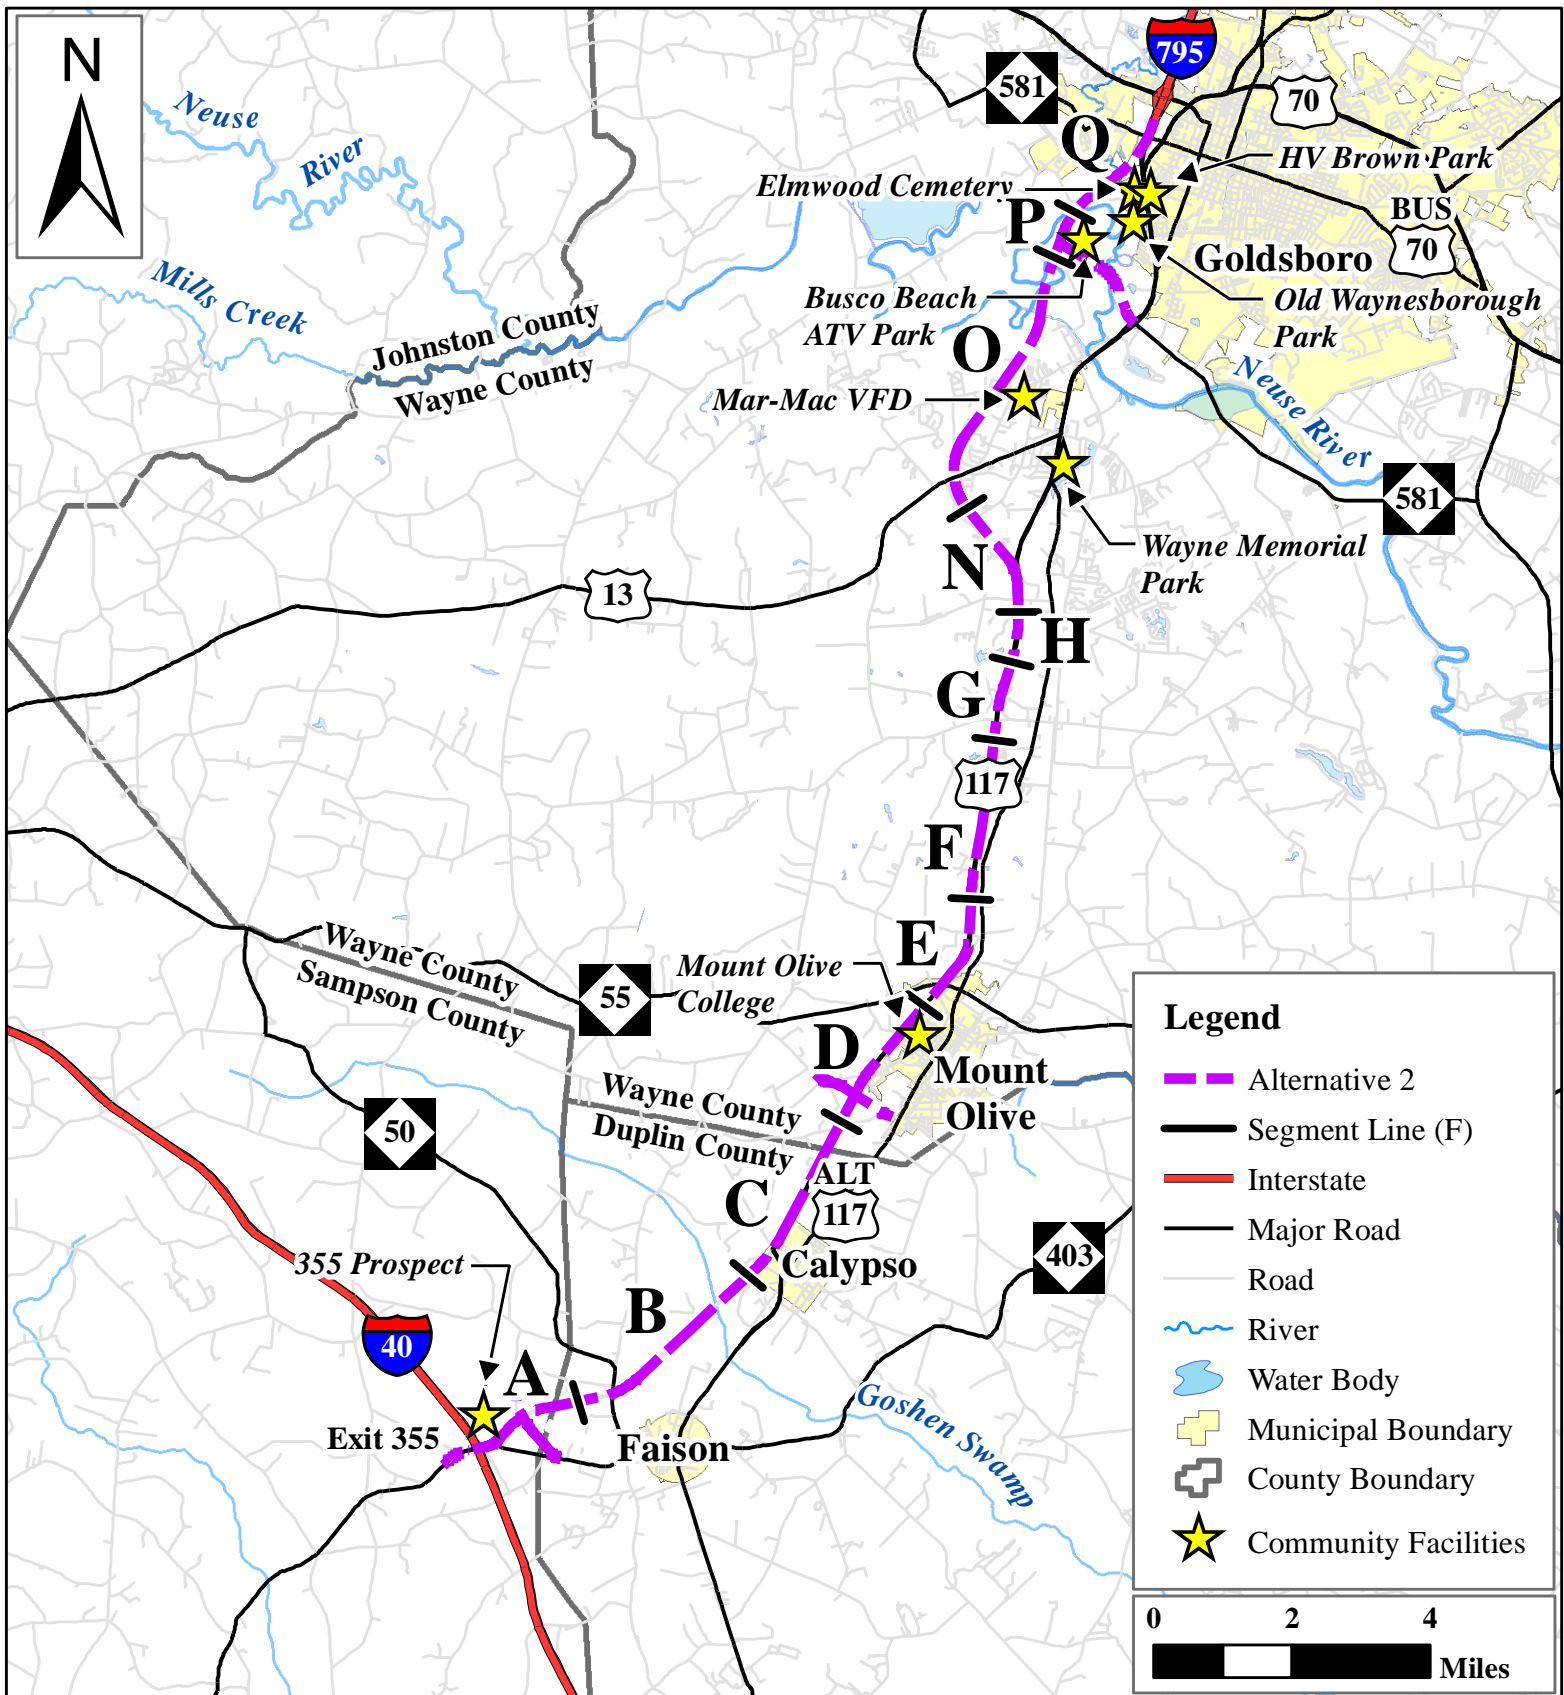 N
795
581
70
Neuse
River
Q
HV Brown Park
Elmwood Cemetery
BUS
70
P
Goldsboro
Mills Creek
Busco Beach
ATV Park
Old Waynesborough
Park
Johnston County
Wayne County
O
Neuse River
Mar-Mac VFD
581
Wayne Memorial
Park
N
13
H
G
117
F
E
Wayne County
Sampson County
55
Mount Olive
College
D
Mount
Olive
Wayne County
Duplin County
50
ALT
117
C
403
355 Prospect
Calypso
B
40
A
Exit 355
Faison
Goshen Swamp
Legend
Alternative 2
Segment Line (F)
Interstate
Major Road
Road
River
Water Body
Municipal Boundary
County Boundary
Community Facilities
0 2 4
Miles